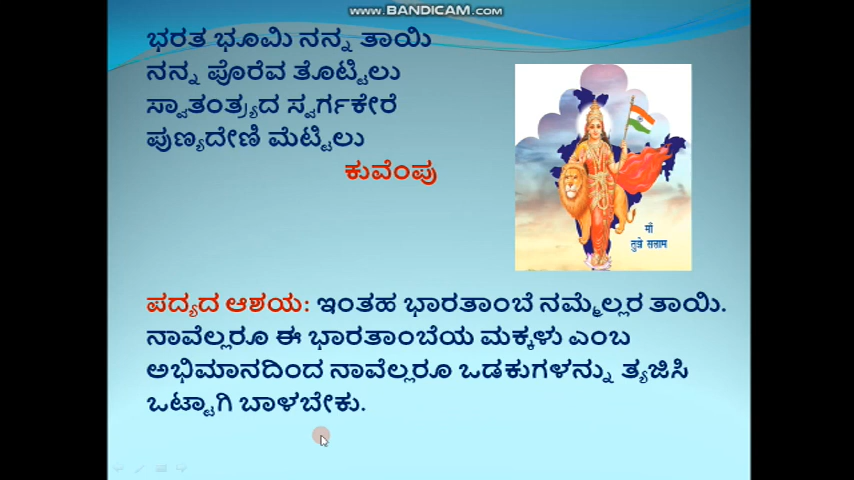 www.BANDICAM.com
ಭರತ ಭೂಮಿ ನನ್ನ ತಾಯಿ
ನನ್ನ ಪೊರೆವ ತೊಟ್ಟಿಲು
ಸ್ವಾತಂತ್ರ್ಯದ ಸ್ವರ್ಗಕೇರೆ
ಪುಣ್ಯದೇಣಿ ಮೆಟ್ಟಿಲು
ಕುವೆಂಪು
माँ
तुझे सलाम
ಪದ್ಯದ ಆಶಯ: ಇಂತಹ ಭಾರತಾಂಬೆ ನಮ್ಮೆಲ್ಲರ ತಾಯಿ.
ನಾವೆಲ್ಲರೂ ಈ ಭಾರತಾಂಬೆಯ ಮಕ್ಕಳು ಎಂಬ
ಅಭಿಮಾನದಿಂದ ನಾವೆಲ್ಲರೂ ಒಡಕುಗಳನ್ನು ತ್ಯಜಿಸಿ
ಒಟ್ಟಾಗಿ ಬಾಳಬೇಕು.